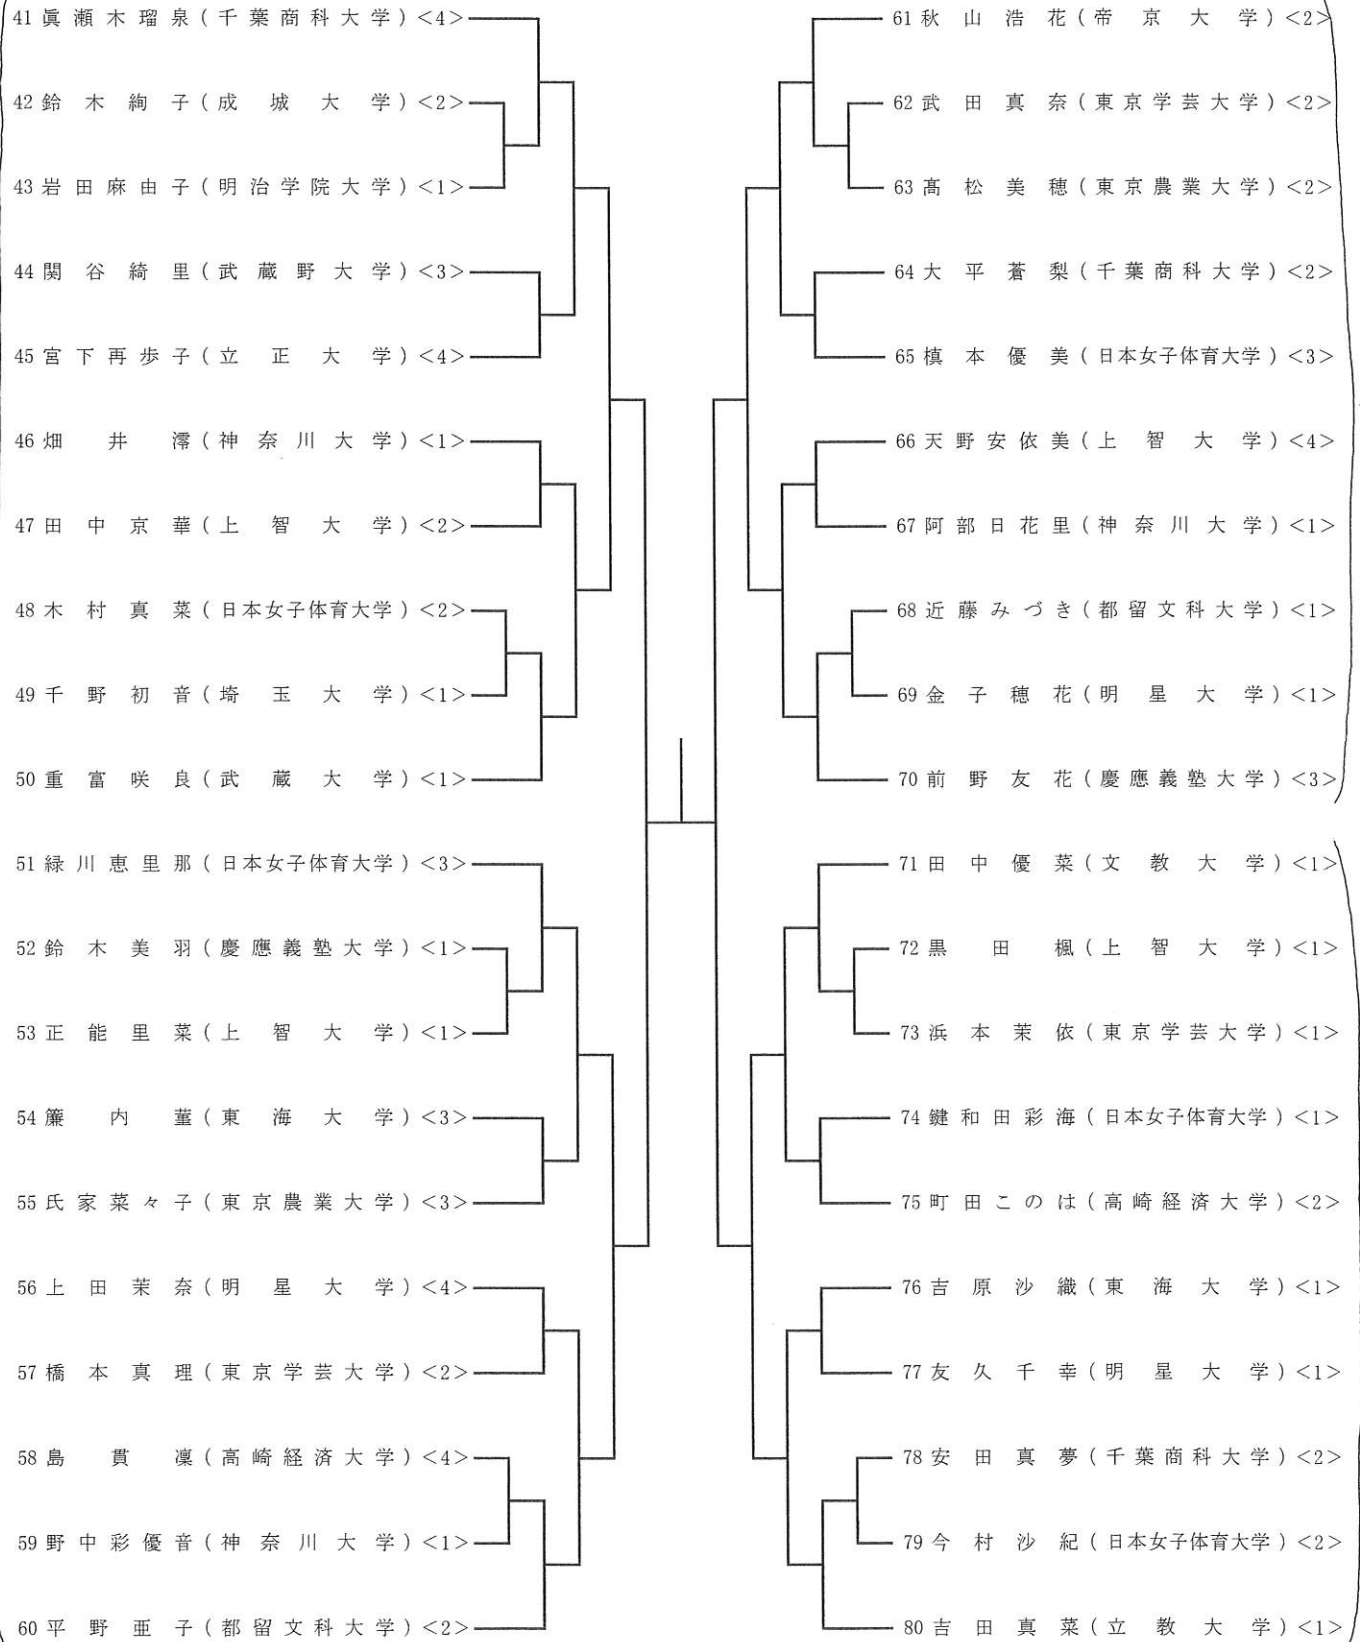 41 眞瀬木瑠泉(千葉商科大学)<4>
42 鈴木絢子(成城大学)<2>
43 岩田麻由子(明治学院大学)<1>
44 関谷綺里(武蔵野大学)<3>
45 宮下再歩子(立正大学)<4>
46 畑井澪(神奈川大学)<1>
47 田中京華(上智大学)<2>
48 木村真菜(日本女子体育大学)<2>
49 千野初音(埼玉大学)<1>
50 重富咲良(武蔵大学)<1>
51 緑川恵里那(日本女子体育大学)<3>
52 鈴木美羽(慶應義塾大学)<1>
53 正能里菜(上智大学)<1>
54 簾内菫(東海大学)<3>
55 氏家菜々子(東京農業大学)<3>
56 上田茉奈(明星大学)<4>
57 橋本真理(東京学芸大学)<2>
58 島貫凜(高崎経済大学)<4>
59 野中彩優音(神奈川大学)<1>
60 平野亜子(都留文科大学)<2>
61 秋山浩花(帝京大学)<2>
62 武田真奈(東京学芸大学)<2>
63 髙松美穂(東京農業大学)<2>
64 大平蒼梨(千葉商科大学)<2>
65 槙本優美(日本女子体育大学)<3>
66 天野安依美(上智大学)<4>
67 阿部日花里(神奈川大学)<1>
68 近藤みづき(都留文科大学)<1>
69 金子穂花(明星大学)<1>
70 前野友花(慶應義塾大学)<3>
71 田中優菜(文教大学)<1>
72 黒田楓(上智大学)<1>
73 浜本茉依(東京学芸大学)<1>
74 鍵和田彩海(日本女子体育大学)<1>
75 町田このは(高崎経済大学)<2>
76 吉原沙織(東海大学)<1>
77 友久千幸(明星大学)<1>
78 安田真夢(千葉商科大学)<2>
79 今村沙紀(日本女子体育大学)<2>
80 吉田真菜(立教大学)<1>